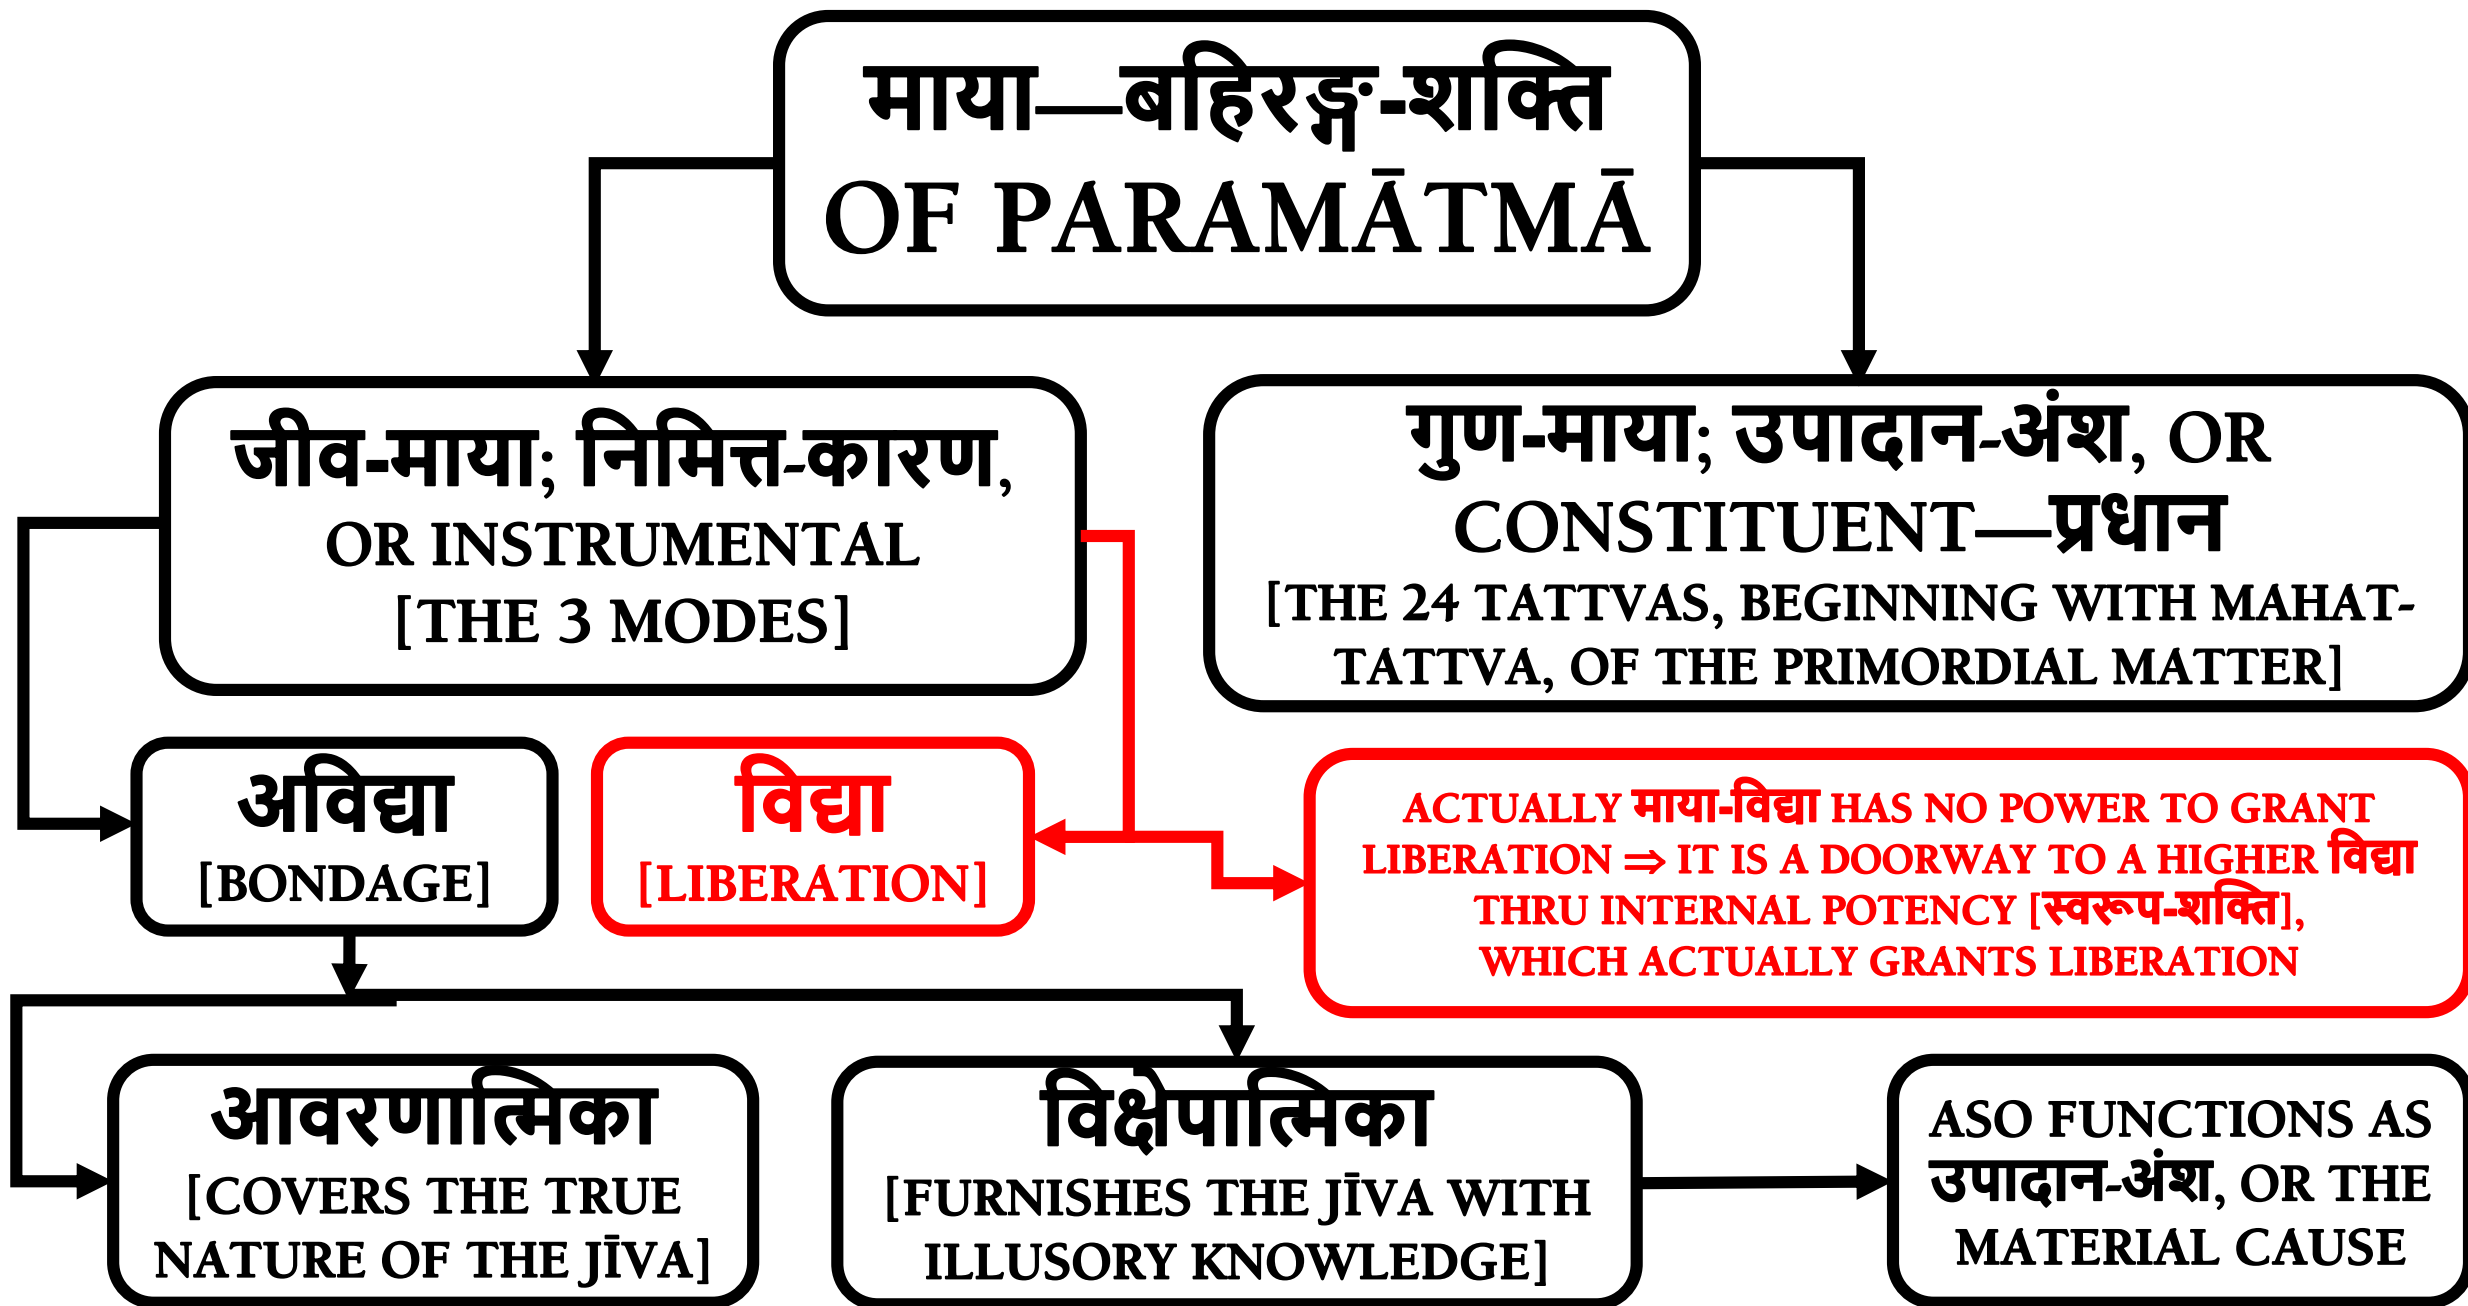 माया—बहिरङ्ग-शक्ति
OF PARAMĀTMĀ
जीव-माया; निमित्त-कारण,
OR INSTRUMENTAL
[THE 3 MODES]
गुण-माया; उपादान-अंश, OR
CONSTITUENT—प्रधान
[THE 24 TATTVAS, BEGINNING WITH MAHAT-
TATTVA, OF THE PRIMORDIAL MATTER]
अविद्या
[BONDAGE]
विद्या
[LIBERATION]
ACTUALLY माया-विद्या HAS NO POWER TO GRANT
LIBERATION ⇒ IT IS A DOORWAY TO A HIGHER विद्या
THRU INTERNAL POTENCY [स्वरूप-शक्ति],
WHICH ACTUALLY GRANTS LIBERATION
आवरणात्मिका
[COVERS THE TRUE
NATURE OF THE JĪVA]
विक्षेपात्मिका
[FURNISHES THE JĪVA WITH
ILLUSORY KNOWLEDGE]
ASO FUNCTIONS AS
उपादान-अंश, OR THE
MATERIAL CAUSE